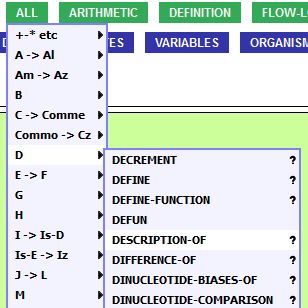 ALL ARITHMETIC DEFINITION FLOW-L
ES VARIABLES ORGANISM
+-* etc
A -> Al
Am -> Az
B
C -> Comme
Commo -> Cz
D
E -> F
G
H
I -> Is-D
Is-E -> Iz
J -> L
M
DECREMENT ?
DEFINE ?
DEFINE-FUNCTION ?
DEFUN ?
DESCRIPTION-OF ?
DIFFERENCE-OF ?
DINUCLEOTIDE-BIASES-OF ?
DINUCLEOTIDE-COMPARISON ?